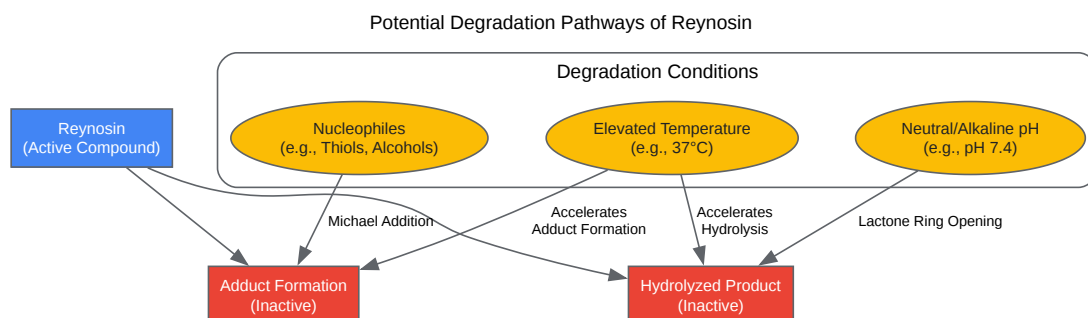 Potential Degradation Pathways of Reynosin
Degradation Conditions
Reynosin
(Active Compound)
Nucleophiles
(e.g., Thiols, Alcohols)
Elevated Temperature
(e.g., 37°C)
Neutral/Alkaline pH
(e.g., pH 7.4)
Michael Addition
Accelerates
Adduct Formation
Accelerates
Hydrolysis
Lactone Ring Opening
Adduct Formation
(Inactive)
Hydrolyzed Product
(Inactive)